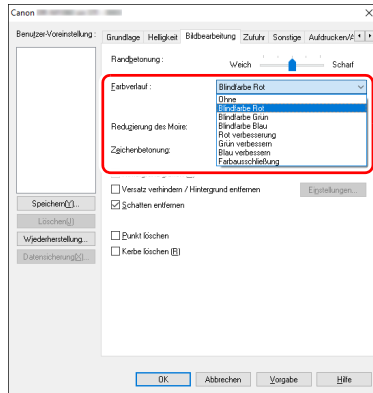 Canon
Benutzer-Voreinstellung :
Grundlage Helligkeit Bildbearbeitung Zufuhr Sonstige Aufdrucken/A
Randbetonung :
Weich Scharf
Farbverlauf :
Blindfarbe Rot
Ohne
Blindfarbe Rot
Blindfarbe Grün
Blindfarbe Blau
Rot verbesserung
Grün verbessern
Blau verbessern
Farbausschließung
Reduzierung des Moire:
Zeichenbetonung:
Versatz verhindern / Hintergrund entfernen
Einstellungen...
Schatten entfernen
Speichern(Y)...
Löschen(J)
Punkt löschen
Wiederherstellung...
Kerbe löschen (R)
Datensicherung(X)...
OK Abbrechen Vorgabe Hilfe